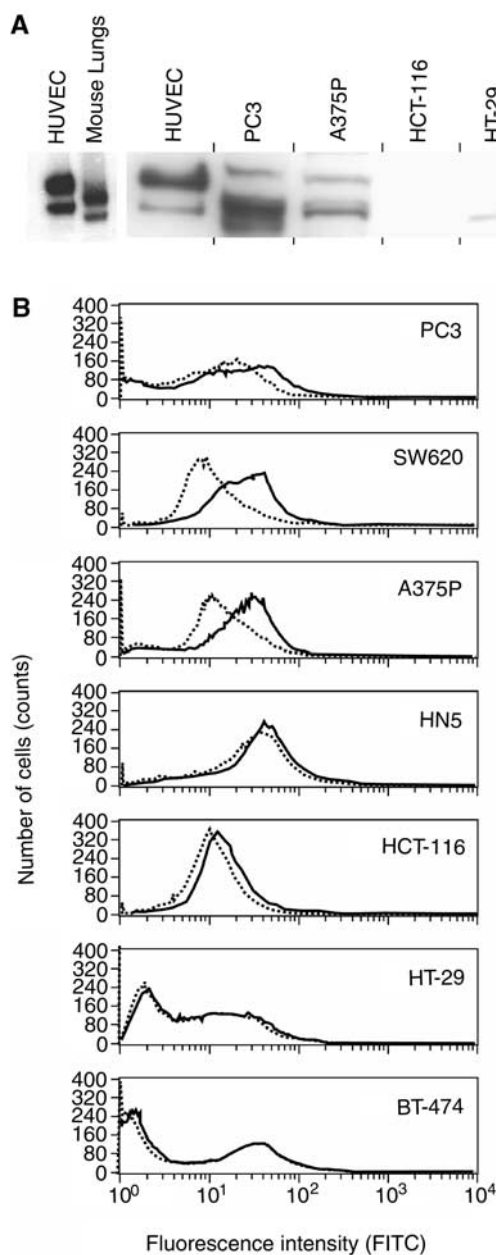 A
HUVEC
Mouse Lungs
HUVEC
PC3
A375P
HCT-116
HT-29
B
Number of cells (counts)
400
320
240
160
80
0
PC3
400
320
240
160
80
0
SW620
400
320
240
160
80
0
A375P
400
320
240
160
80
0
HN5
400
320
240
160
80
0
HCT-116
400
320
240
160
80
0
HT-29
400
320
240
160
80
0
BT-474
10⁰ 10¹ 10² 10³ 10⁴
Fluorescence intensity (FITC)